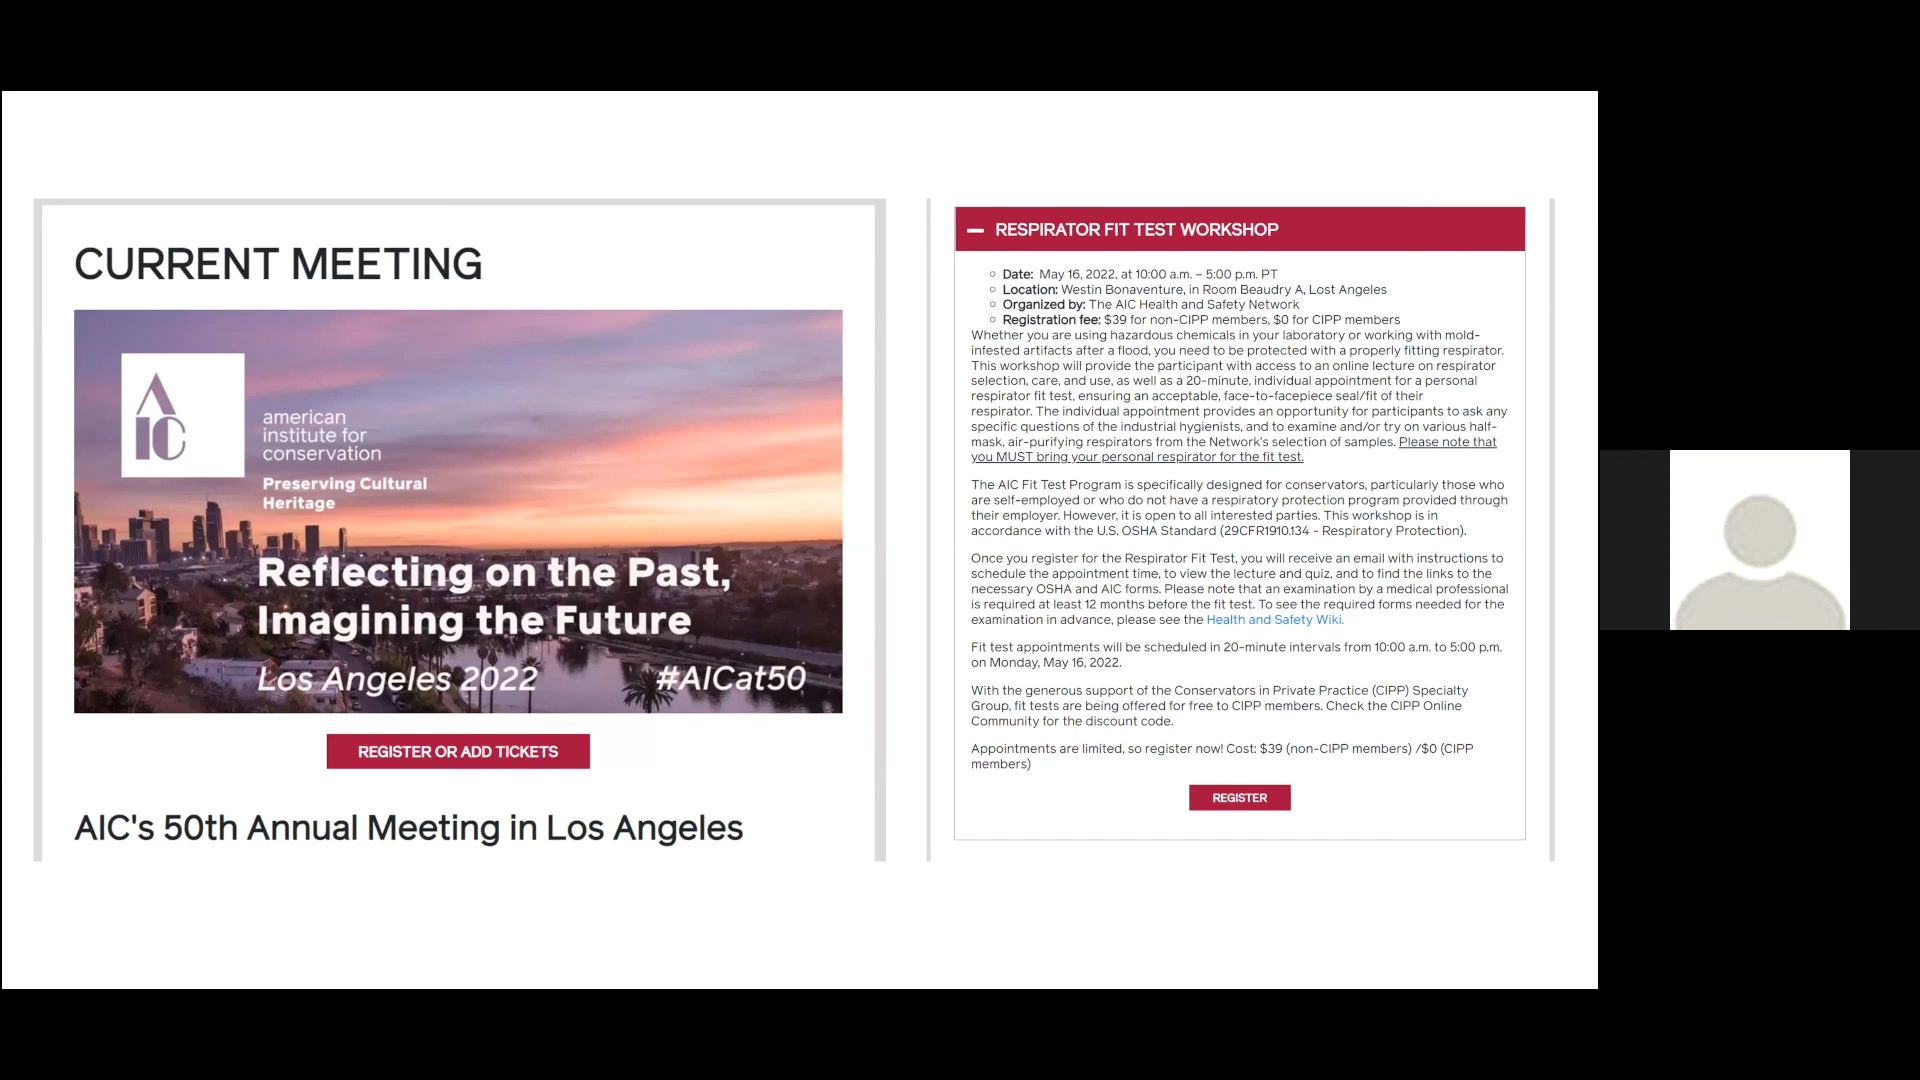 CURRENT MEETING
AIC
american
institute for
conservation
Preserving Cultural
Heritage
Reflecting on the Past,
Imagining the Future
Los Angeles 2022
#AICat50
REGISTER OR ADD TICKETS
AIC's 50th Annual Meeting in Los Angeles
RESPIRATOR FIT TEST WORKSHOP
Date: May 16, 2022, at 10:00 a.m. – 5:00 p.m. PT
Location: Westin Bonaventure, in Room Beaudry A, Lost Angeles
Organized by: The AIC Health and Safety Network
Registration fee: $39 for non-CIPP members, $0 for CIPP members
Whether you are using hazardous chemicals in your laboratory or working with mold-
infested artifacts after a flood, you need to be protected with a properly fitting respirator.
This workshop will provide the participant with access to an online lecture on respirator
selection, care, and use, as well as a 20-minute, individual appointment for a personal
respirator fit test, ensuring an acceptable, face-to-facepiece seal/fit of their
respirator. The individual appointment provides an opportunity for participants to ask any
specific questions of the industrial hygienists, and to examine and/or try on various half-
mask, air-purifying respirators from the Network's selection of samples. Please note that
you MUST bring your personal respirator for the fit test.
The AIC Fit Test Program is specifically designed for conservators, particularly those who
are self-employed or who do not have a respiratory protection program provided through
their employer. However, it is open to all interested parties. This workshop is in
accordance with the U.S. OSHA Standard (29CFR1910.134 - Respiratory Protection).
Once you register for the Respirator Fit Test, you will receive an email with instructions to
schedule the appointment time, to view the lecture and quiz, and to find the links to the
necessary OSHA and AIC forms. Please note that an examination by a medical professional
is required at least 12 months before the fit test. To see the required forms needed for the
examination in advance, please see the Health and Safety Wiki.
Fit test appointments will be scheduled in 20-minute intervals from 10:00 a.m. to 5:00 p.m.
on Monday, May 16, 2022.
With the generous support of the Conservators in Private Practice (CIPP) Specialty
Group, fit tests are being offered for free to CIPP members. Check the CIPP Online
Community for the discount code.
Appointments are limited, so register now! Cost: $39 (non-CIPP members) /$0 (CIPP
members)
REGISTER